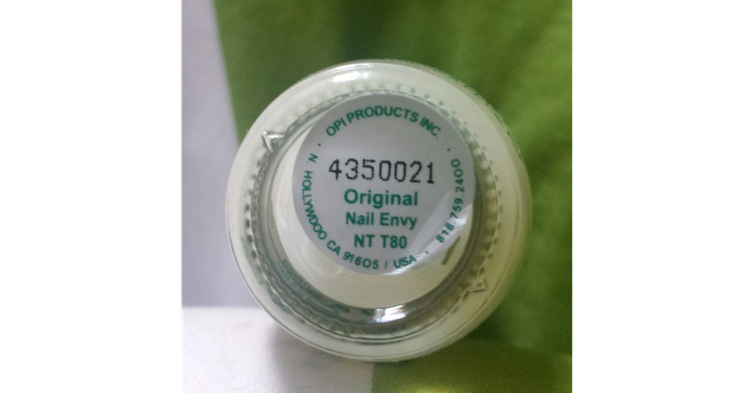 OPI PRODUCTS INC.
4350021
Original
Nail Envy
NT T80
N. HOLLYWOOD CA 91605 / USA
818 759 2400